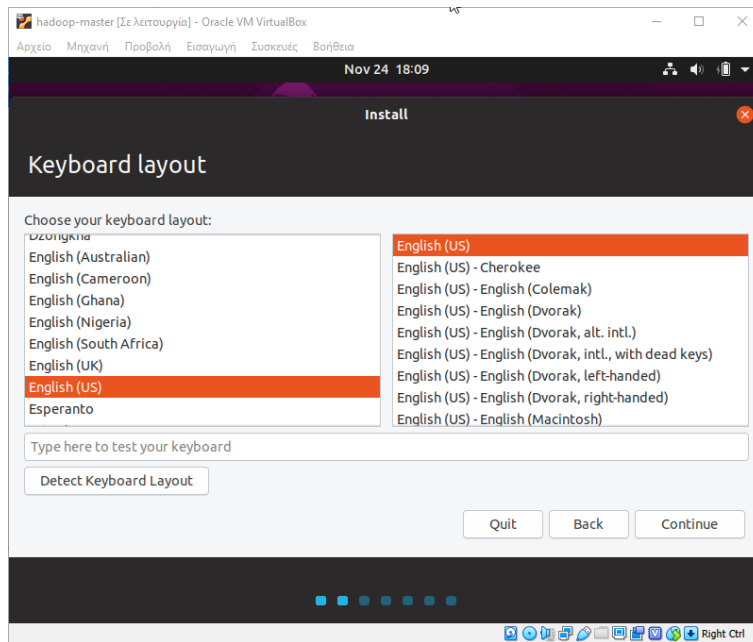 hadoop-master [Σε λειτουργία] - Oracle VM VirtualBox
Αρχείο Μηχανή Προβολή Εισαγωγή Συσκευές Βοήθεια
Nov 24 18:09
Install
Keyboard layout
Choose your keyboard layout:
Dzongkha
English (Australian)
English (Cameroon)
English (Ghana)
English (Nigeria)
English (South Africa)
English (UK)
English (US)
Esperanto
English (US)
English (US) - Cherokee
English (US) - English (Colemak)
English (US) - English (Dvorak)
English (US) - English (Dvorak, alt. intl.)
English (US) - English (Dvorak, intl., with dead keys)
English (US) - English (Dvorak, left-handed)
English (US) - English (Dvorak, right-handed)
English (US) - English (Macintosh)
Type here to test your keyboard
Detect Keyboard Layout
Quit Back Continue
Right Ctrl